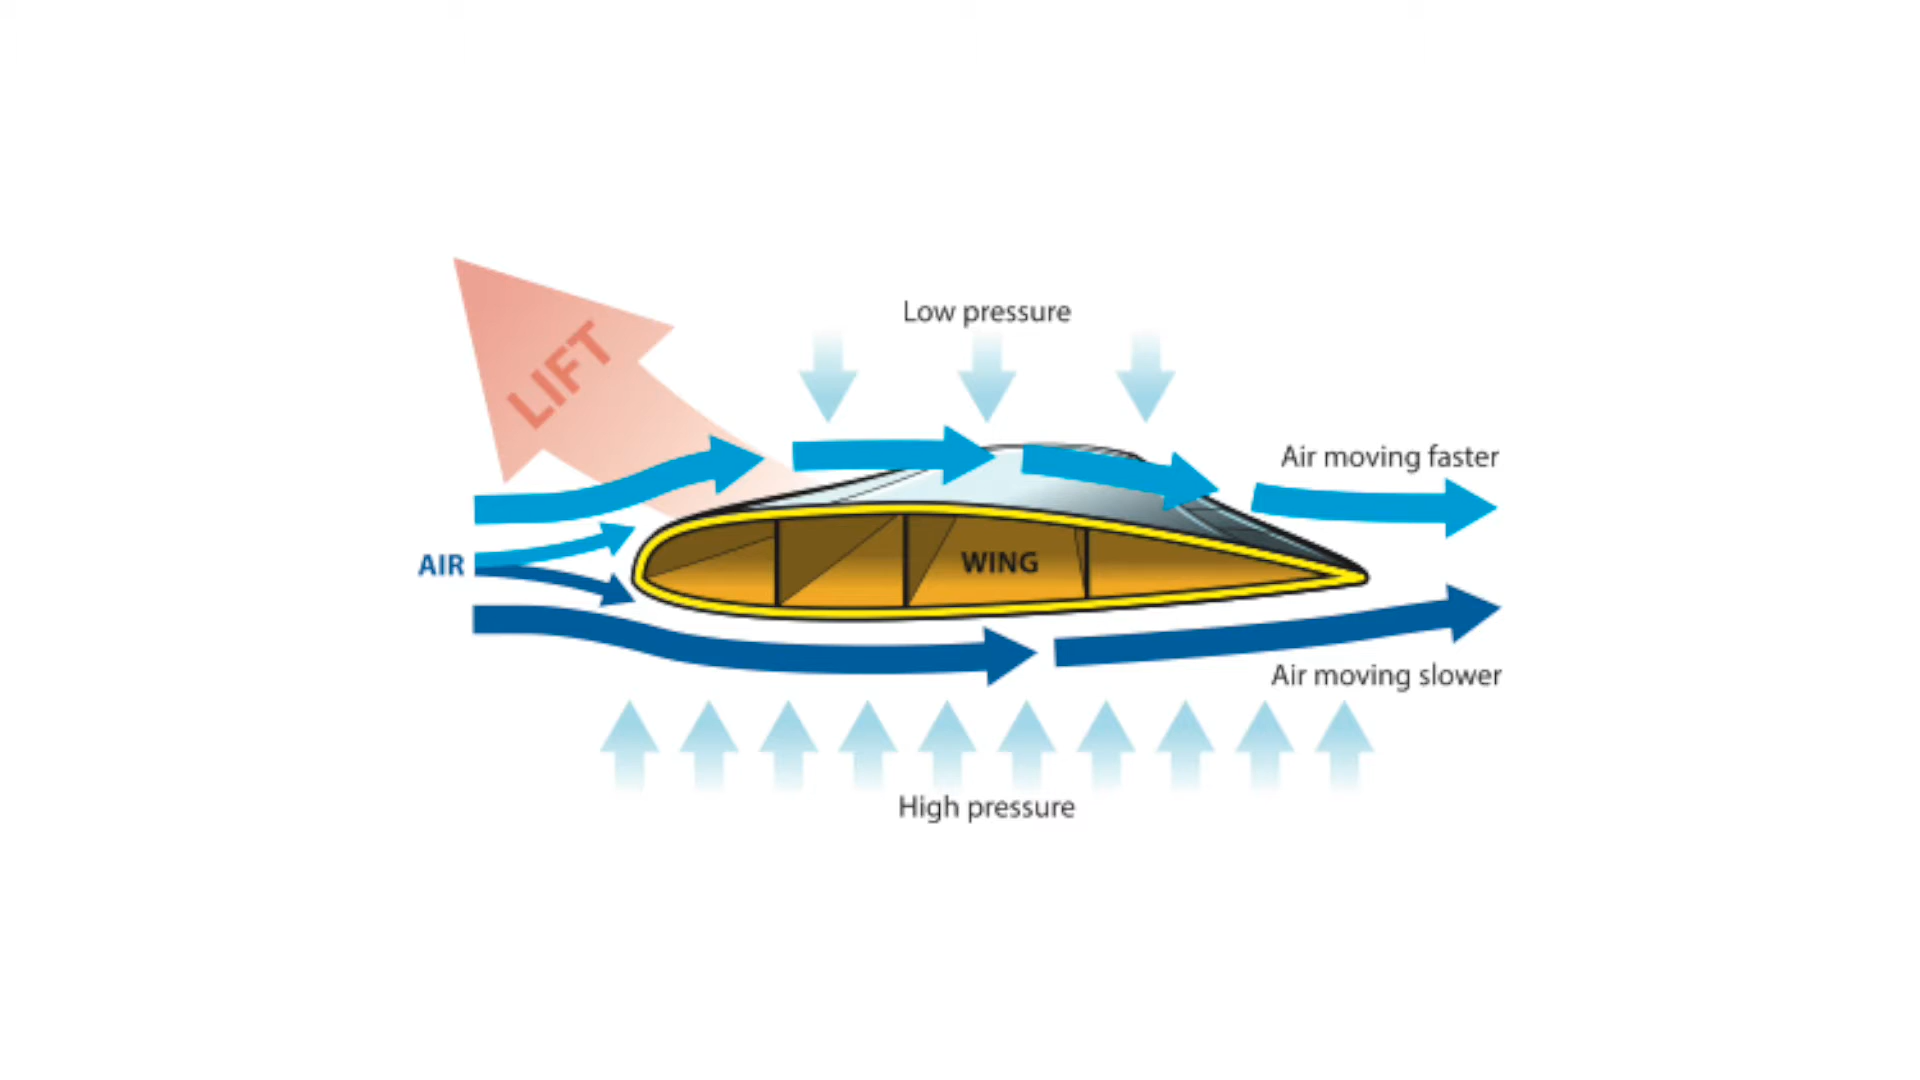 Low pressure
LIFT
Air moving faster
AIR
WING
Air moving slower
High pressure